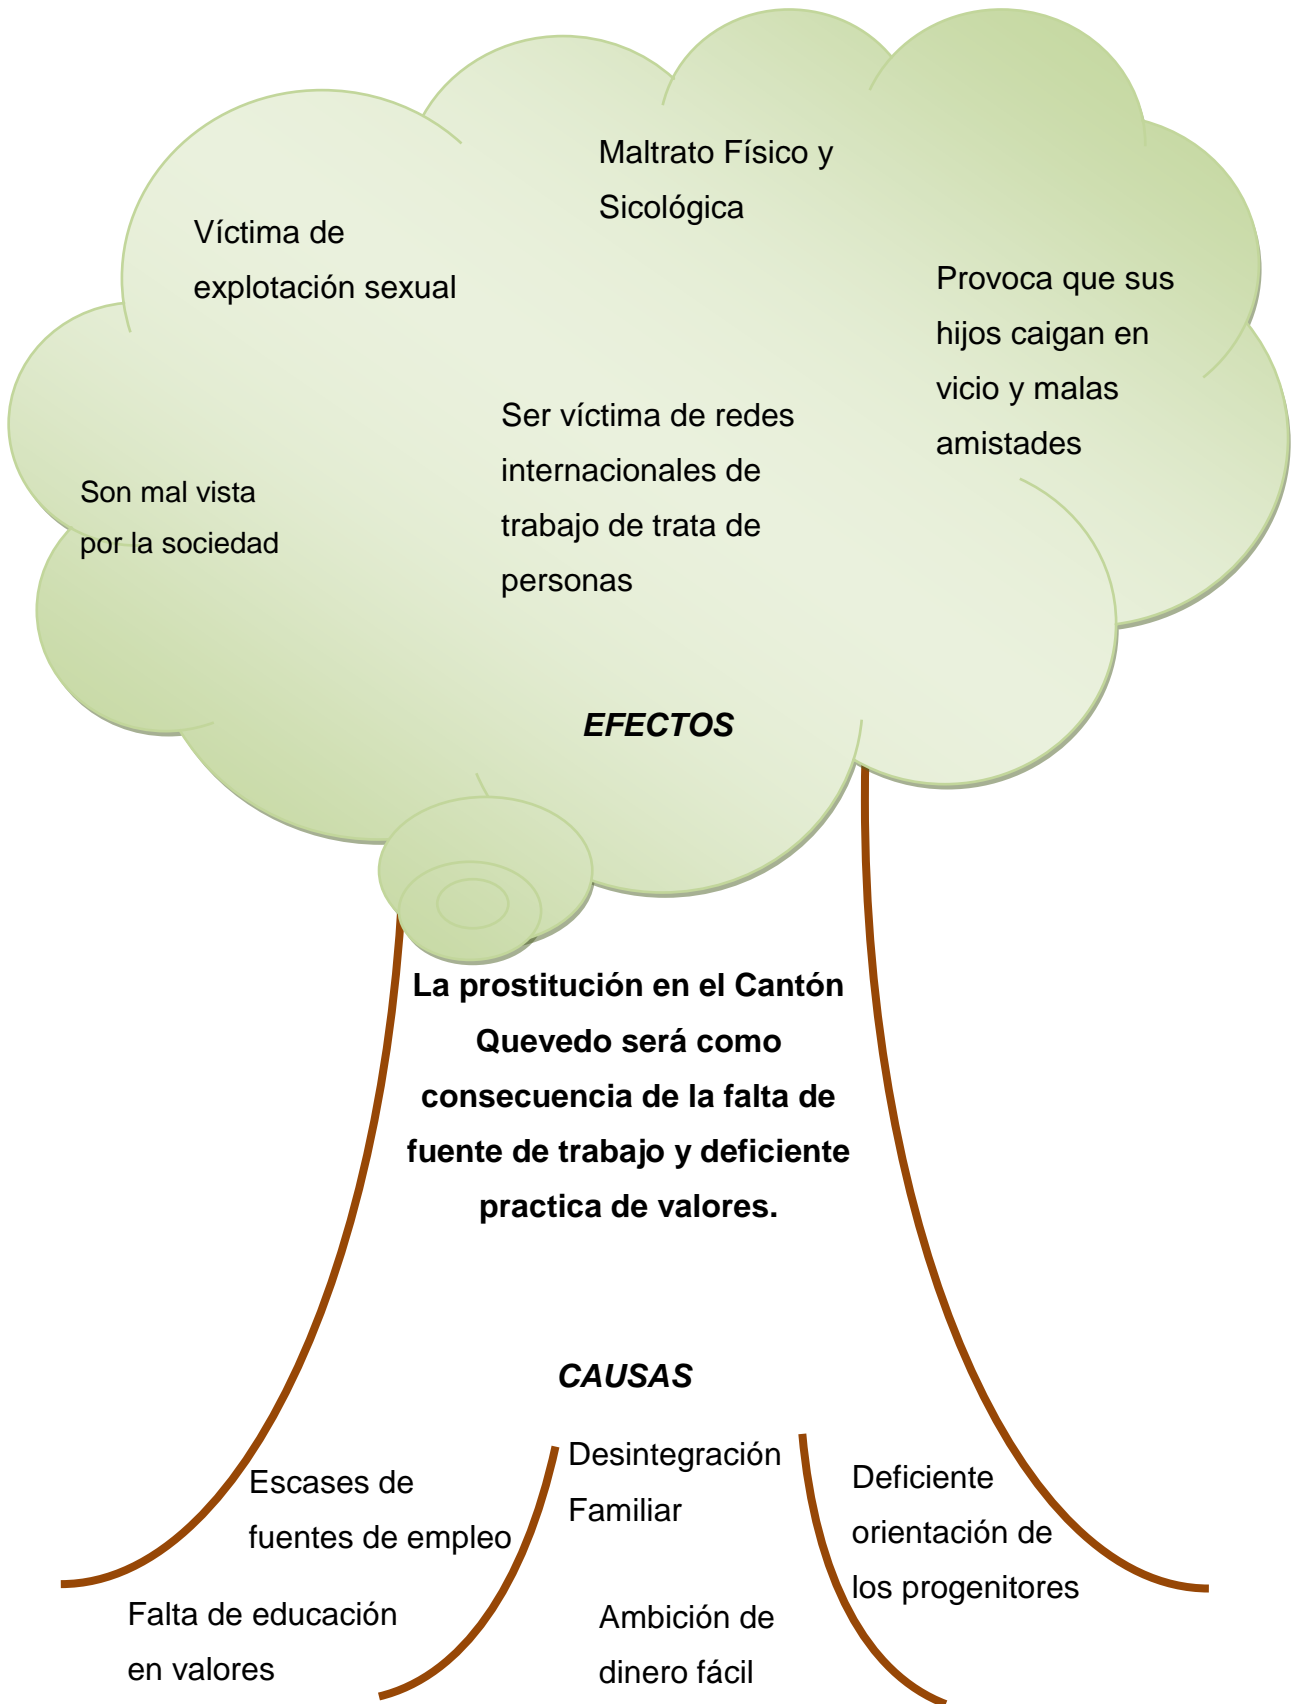 Maltrato Físico y
Sicológica
Víctima de
explotación sexual
Provoca que sus
hijos caigan en
vicio y malas
amistades
Ser víctima de redes
internacionales de
trabajo de trata de
personas
Son mal vista
por la sociedad
EFECTOS
La prostitución en el Cantón
Quevedo será como
consecuencia de la falta de
fuente de trabajo y deficiente
practica de valores.
CAUSAS
Escases de
fuentes de empleo
Desintegración
Familiar
Deficiente
orientación de
los progenitores
Falta de educación
en valores
Ambición de
dinero fácil